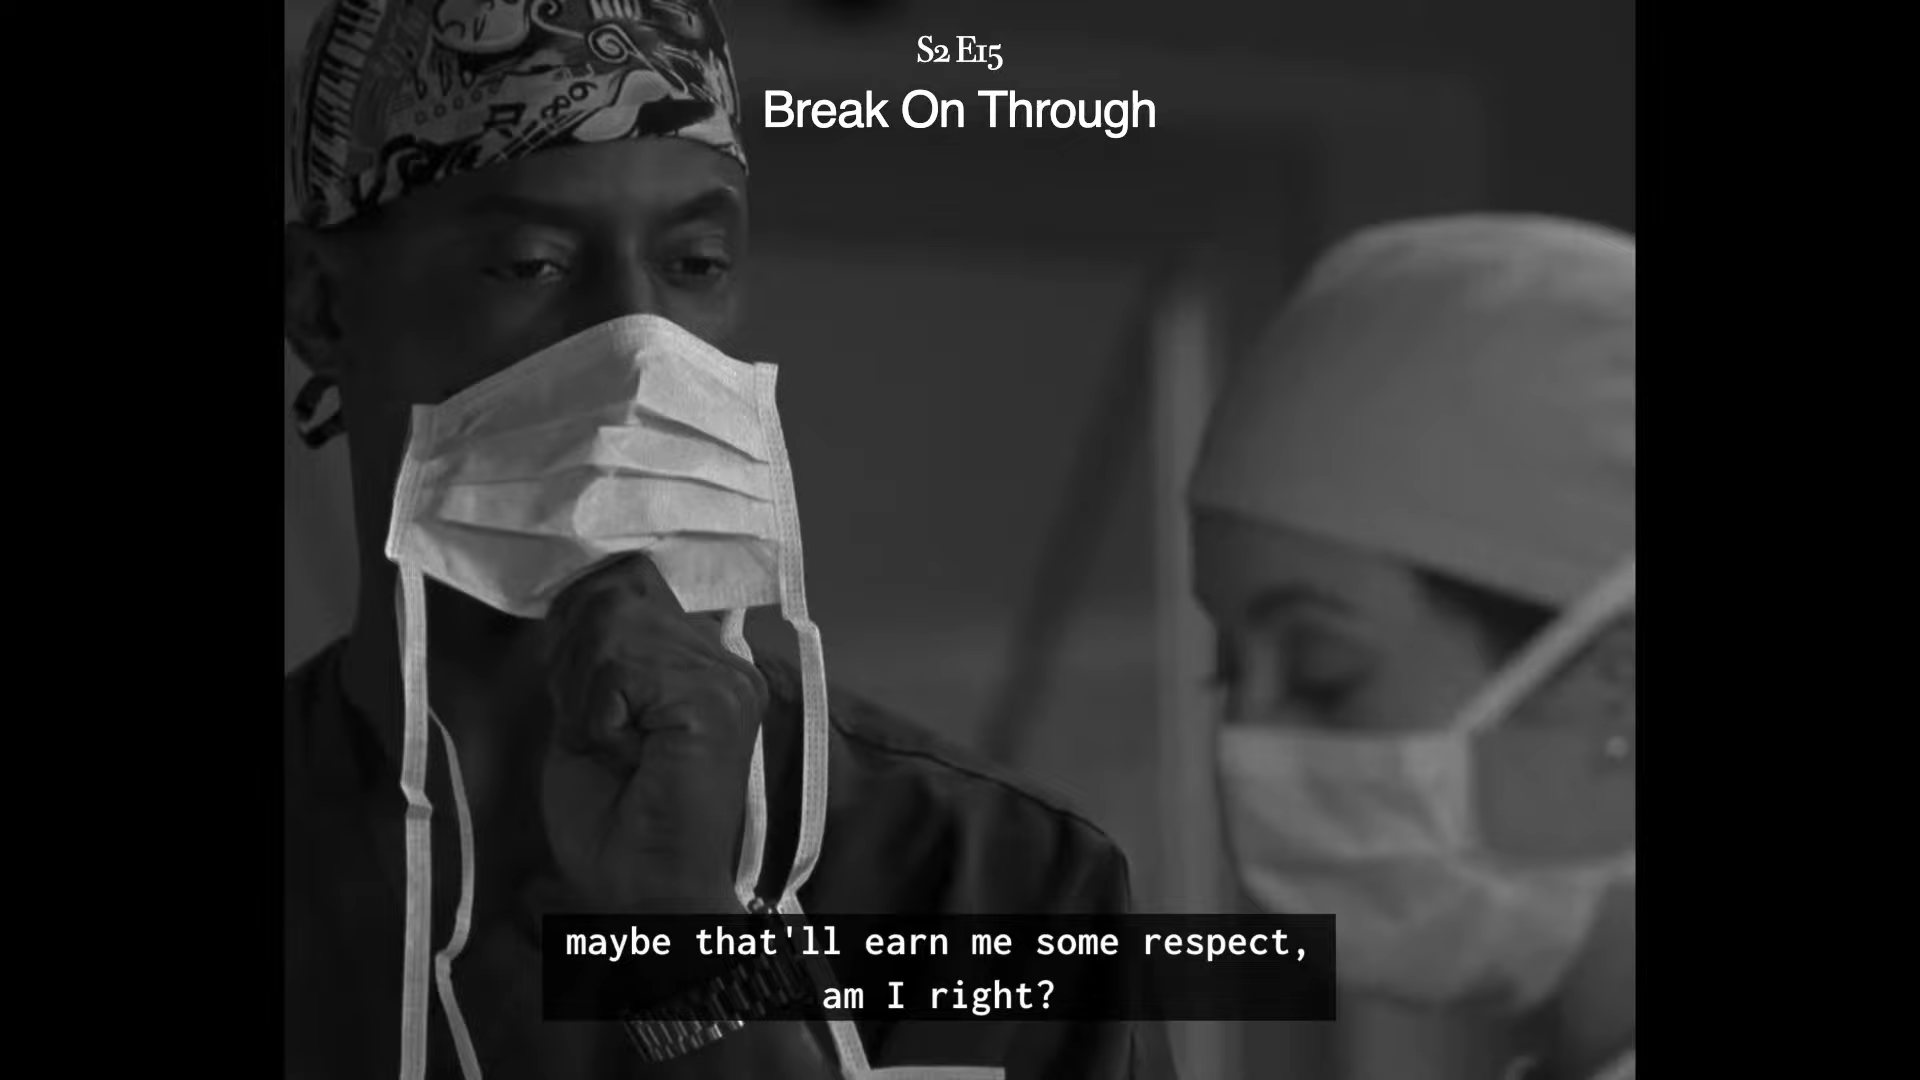 S2 E15
Break On Through
maybe that'll earn me some respect,
am I right?